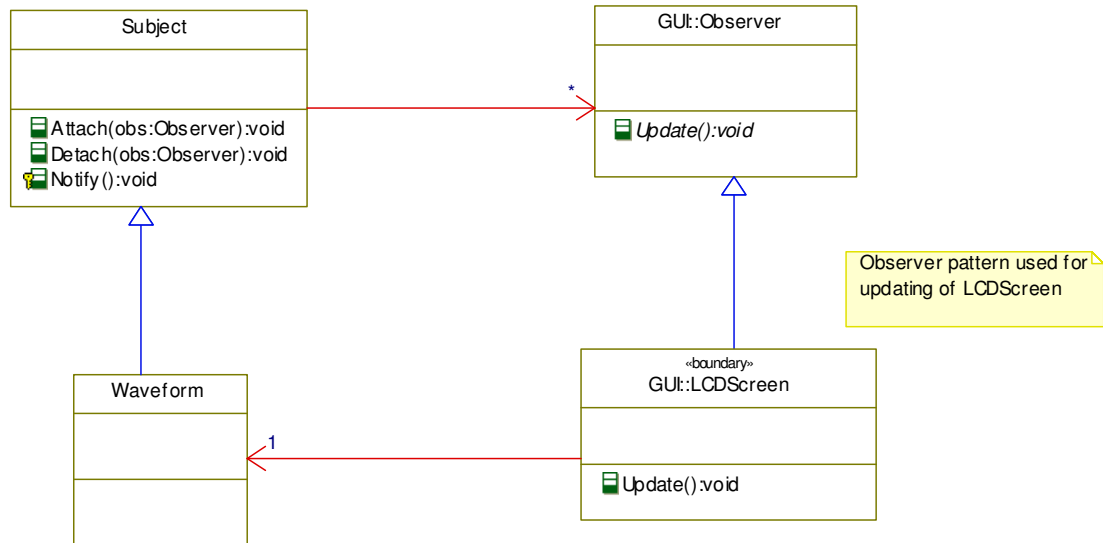 Subject
Attach(obs:Observer):void
Detach(obs:Observer):void
Notify():void
*
GUI::Observer
Update():void
Observer pattern used for
updating of LCDScreen
Waveform
1
«boundary»
GUI::LCDScreen
Update():void